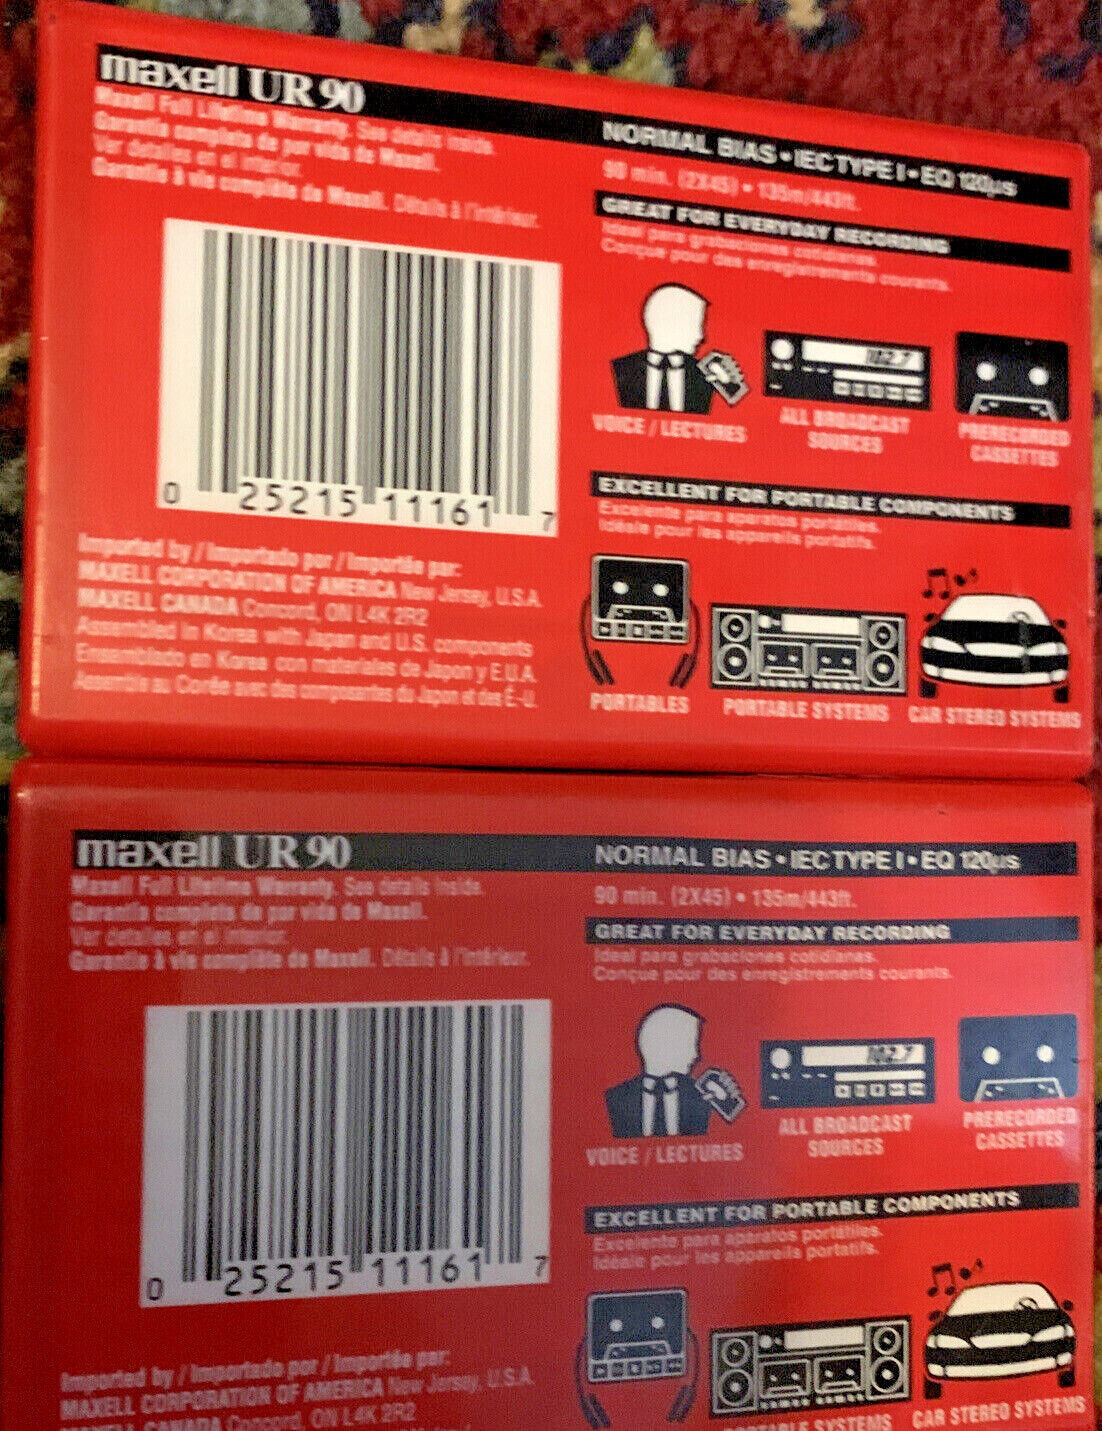 maxell UR 90
Maxell Full Lifetime Warranty. See details inside.
Garantía completa de por vida de Maxell.
Ver detalles en el interior.
Garantie à vie complète de Maxell. Détails à l'intérieur.
0 25215 11161 7
Imported by / Importado por / Importée par:
MAXELL CORPORATION OF AMERICA New Jersey, U.S.A.
MAXELL CANADA Concord, ON L4K 2R2
Assembled in Korea with Japan and U.S. components
Ensamblado en Korea con materiales de Japon y E.U.A.
Assemblé au Corée avec des composantes du Japon et des É.-U.
NORMAL BIAS • IEC TYPE I • EQ 120µs
90 min. (2X45) • 135m/443ft.
GREAT FOR EVERYDAY RECORDING
Ideal para grabaciones cotidianas.
Conçue pour des enregistrements courants.
102.7
VOICE / LECTURES
ALL BROADCAST
SOURCES
PRERECORDED
CASSETTES
EXCELLENT FOR PORTABLE COMPONENTS
Excelente para aparatos portátiles.
Idéale pour les appareils portatifs.
PORTABLES
PORTABLE SYSTEMS
CAR STEREO SYSTEMS
maxell UR 90
Maxell Full Lifetime Warranty. See details inside.
Garantía completa de por vida de Maxell.
Ver detalles en el interior.
Garantie à vie complète de Maxell. Détails à l'intérieur.
0 25215 11161 7
Imported by / Importado por / Importée par:
MAXELL CORPORATION OF AMERICA New Jersey, U.S.A.
MAXELL CANADA Concord, ON L4K 2R2
NORMAL BIAS • IEC TYPE I • EQ 120µs
90 min. (2X45) • 135m/443ft.
GREAT FOR EVERYDAY RECORDING
Ideal para grabaciones cotidianas.
Conçue pour des enregistrements courants.
102.7
VOICE / LECTURES
ALL BROADCAST
SOURCES
PRERECORDED
CASSETTES
EXCELLENT FOR PORTABLE COMPONENTS
Excelente para aparatos portátiles.
Idéale pour les appareils portatifs.
PORTABLE SYSTEMS
CAR STEREO SYSTEMS